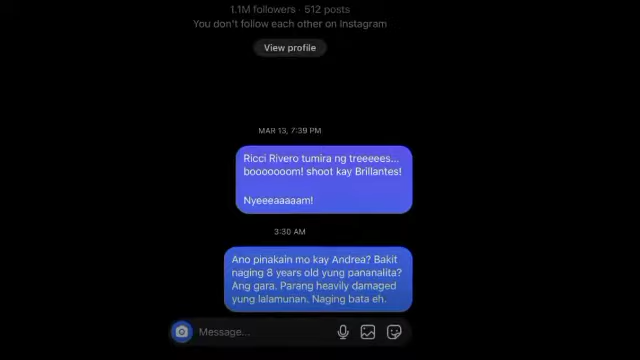 1.1M followers · 512 posts
You don't follow each other on Instagram
View profile
MAR 13, 7:39 PM
Ricci Rivero tumira ng treeeees...
booooooom! shoot kay Brillantes!
Nyeeeaaaaam!
3:30 AM
Ano pinakain mo kay Andrea? Bakit
naging 8 years old yung pananalita?
Ang gara. Parang heavily damaged
yung lalamunan. Naging bata eh.
Message...